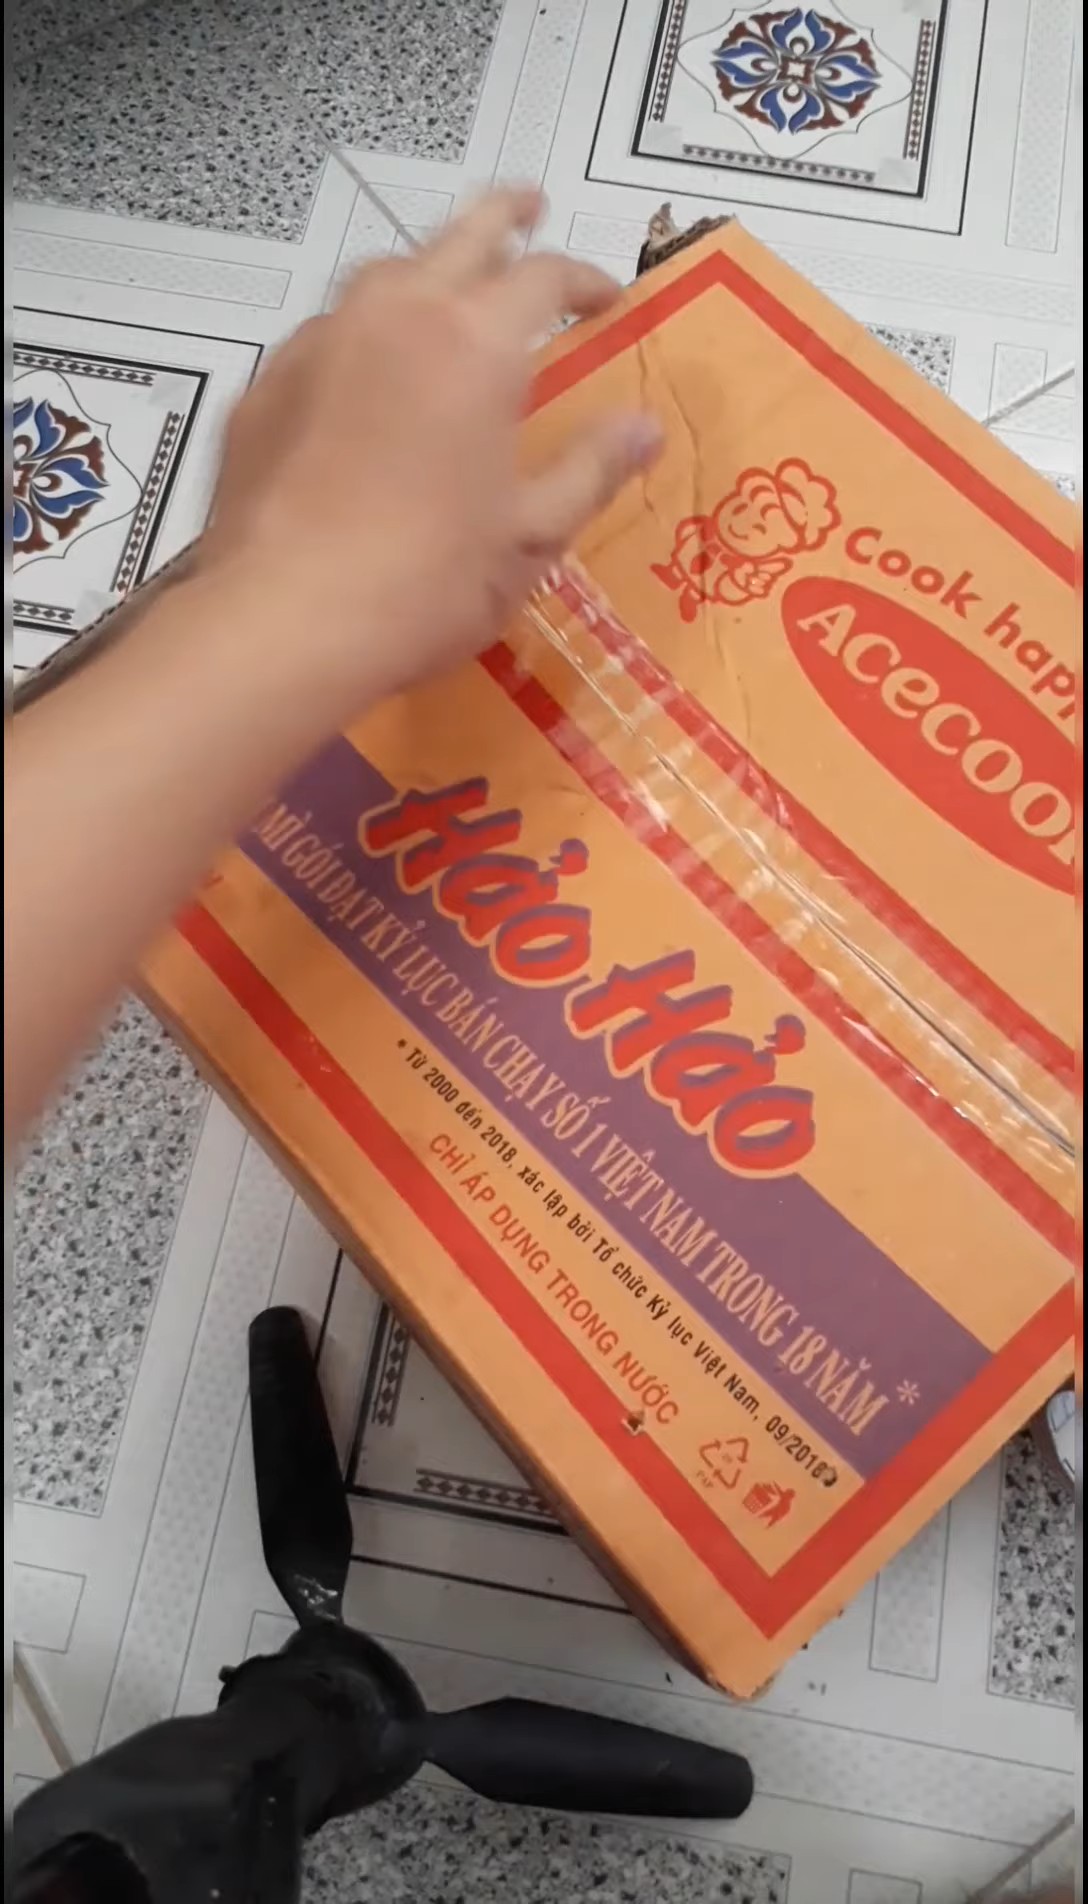 Cook happ
Acecoo
Hảo Hảo
MÌ GÓI ĐẠT KỶ LỤC BÁN CHẠY SỐ 1 VIỆT NAM TRONG 18 NĂM *
* Từ 2000 đến 2018, xác lập bởi Tổ chức Kỷ lục Việt Nam, 09/2018
CHỈ ÁP DỤNG TRONG NƯỚC
PAP